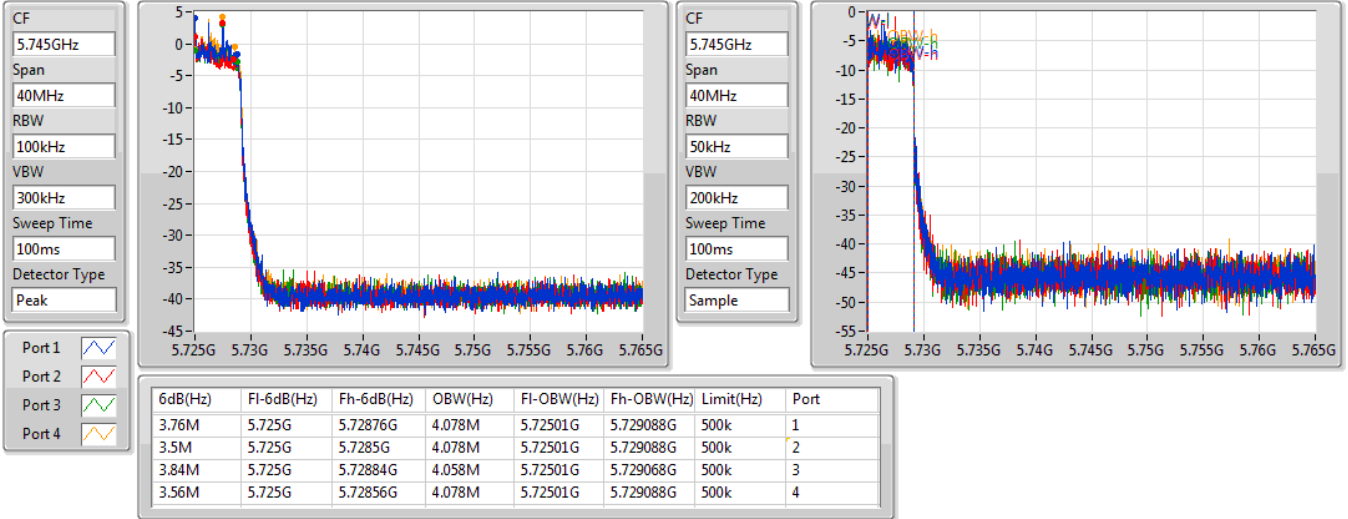 CF
5.745GHz
Span
40MHz
RBW
100kHz
VBW
300kHz
Sweep Time
100ms
Detector Type
Peak
5
0
-5
-10
-15
-20
-25
-30
-35
-40
-45
5.725G 5.73G 5.735G 5.74G 5.745G 5.75G 5.755G 5.76G 5.765G
CF
5.745GHz
Span
40MHz
RBW
50kHz
VBW
200kHz
Sweep Time
100ms
Detector Type
Sample
0
-5
-10
-15
-20
-25
-30
-35
-40
-45
-50
-55
5.725G 5.73G 5.735G 5.74G 5.745G 5.75G 5.755G 5.76G 5.765G
Port 1
Port 2
Port 3
Port 4
6dB(Hz) Fl-6dB(Hz) Fh-6dB(Hz) OBW(Hz) Fl-OBW(Hz) Fh-OBW(Hz) Limit(Hz) Port
3.76M 5.725G 5.72876G 4.078M 5.72501G 5.729088G 500k 1
3.5M 5.725G 5.7285G 4.078M 5.72501G 5.729088G 500k 2
3.84M 5.725G 5.72884G 4.058M 5.72501G 5.729068G 500k 3
3.56M 5.725G 5.72856G 4.078M 5.72501G 5.729088G 500k 4